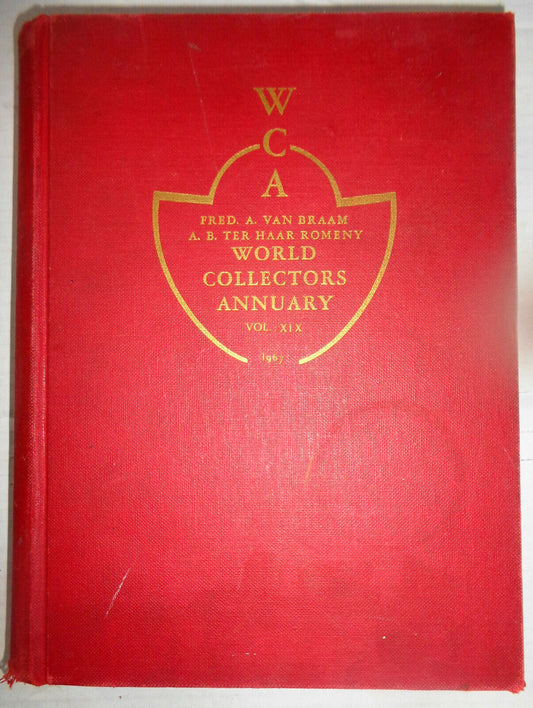 W
C
A
FRED. A. VAN BRAAM
A. B. TER HAAR ROMENY
WORLD
COLLECTORS
ANNUARY
VOL. XIX
1967